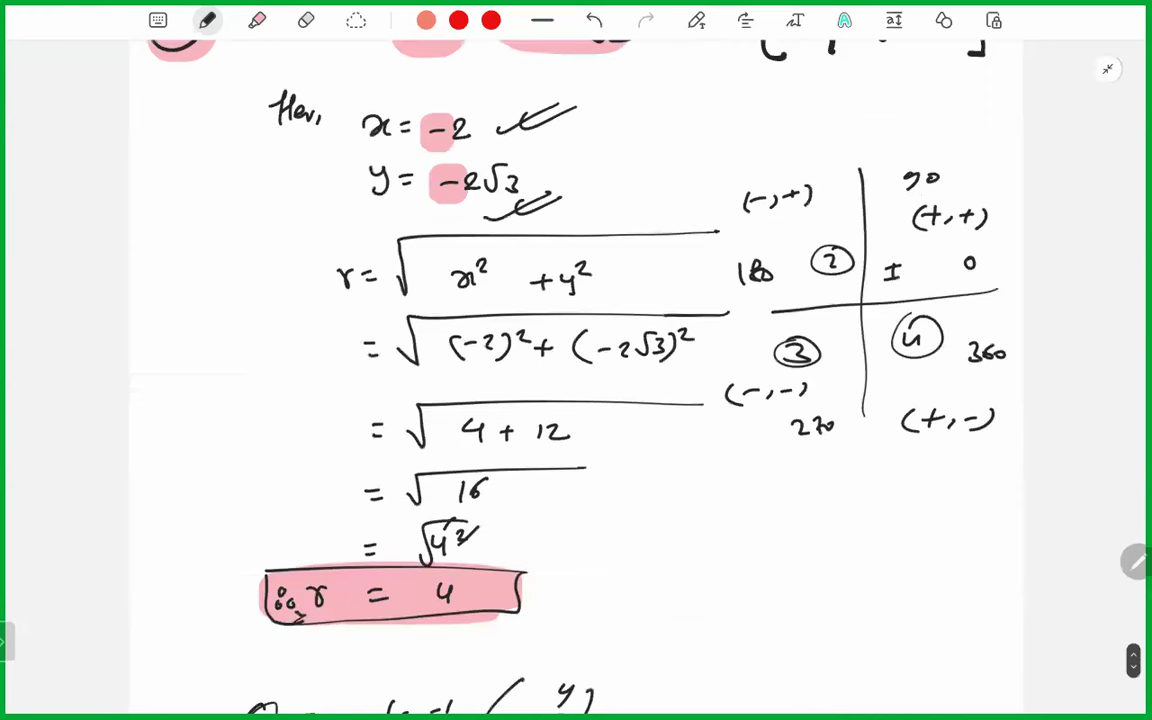 Her,
x = -2
y = -2√3
r = √ x² + y²
= √ (-2)² + (-2√3)²
= √ 4 + 12
= √ 16
= √4²
∴ r = 4
90
(-, +) (+, +)
180 ② ± 0
③ ④ 360
(-, -)
270 (+, -)